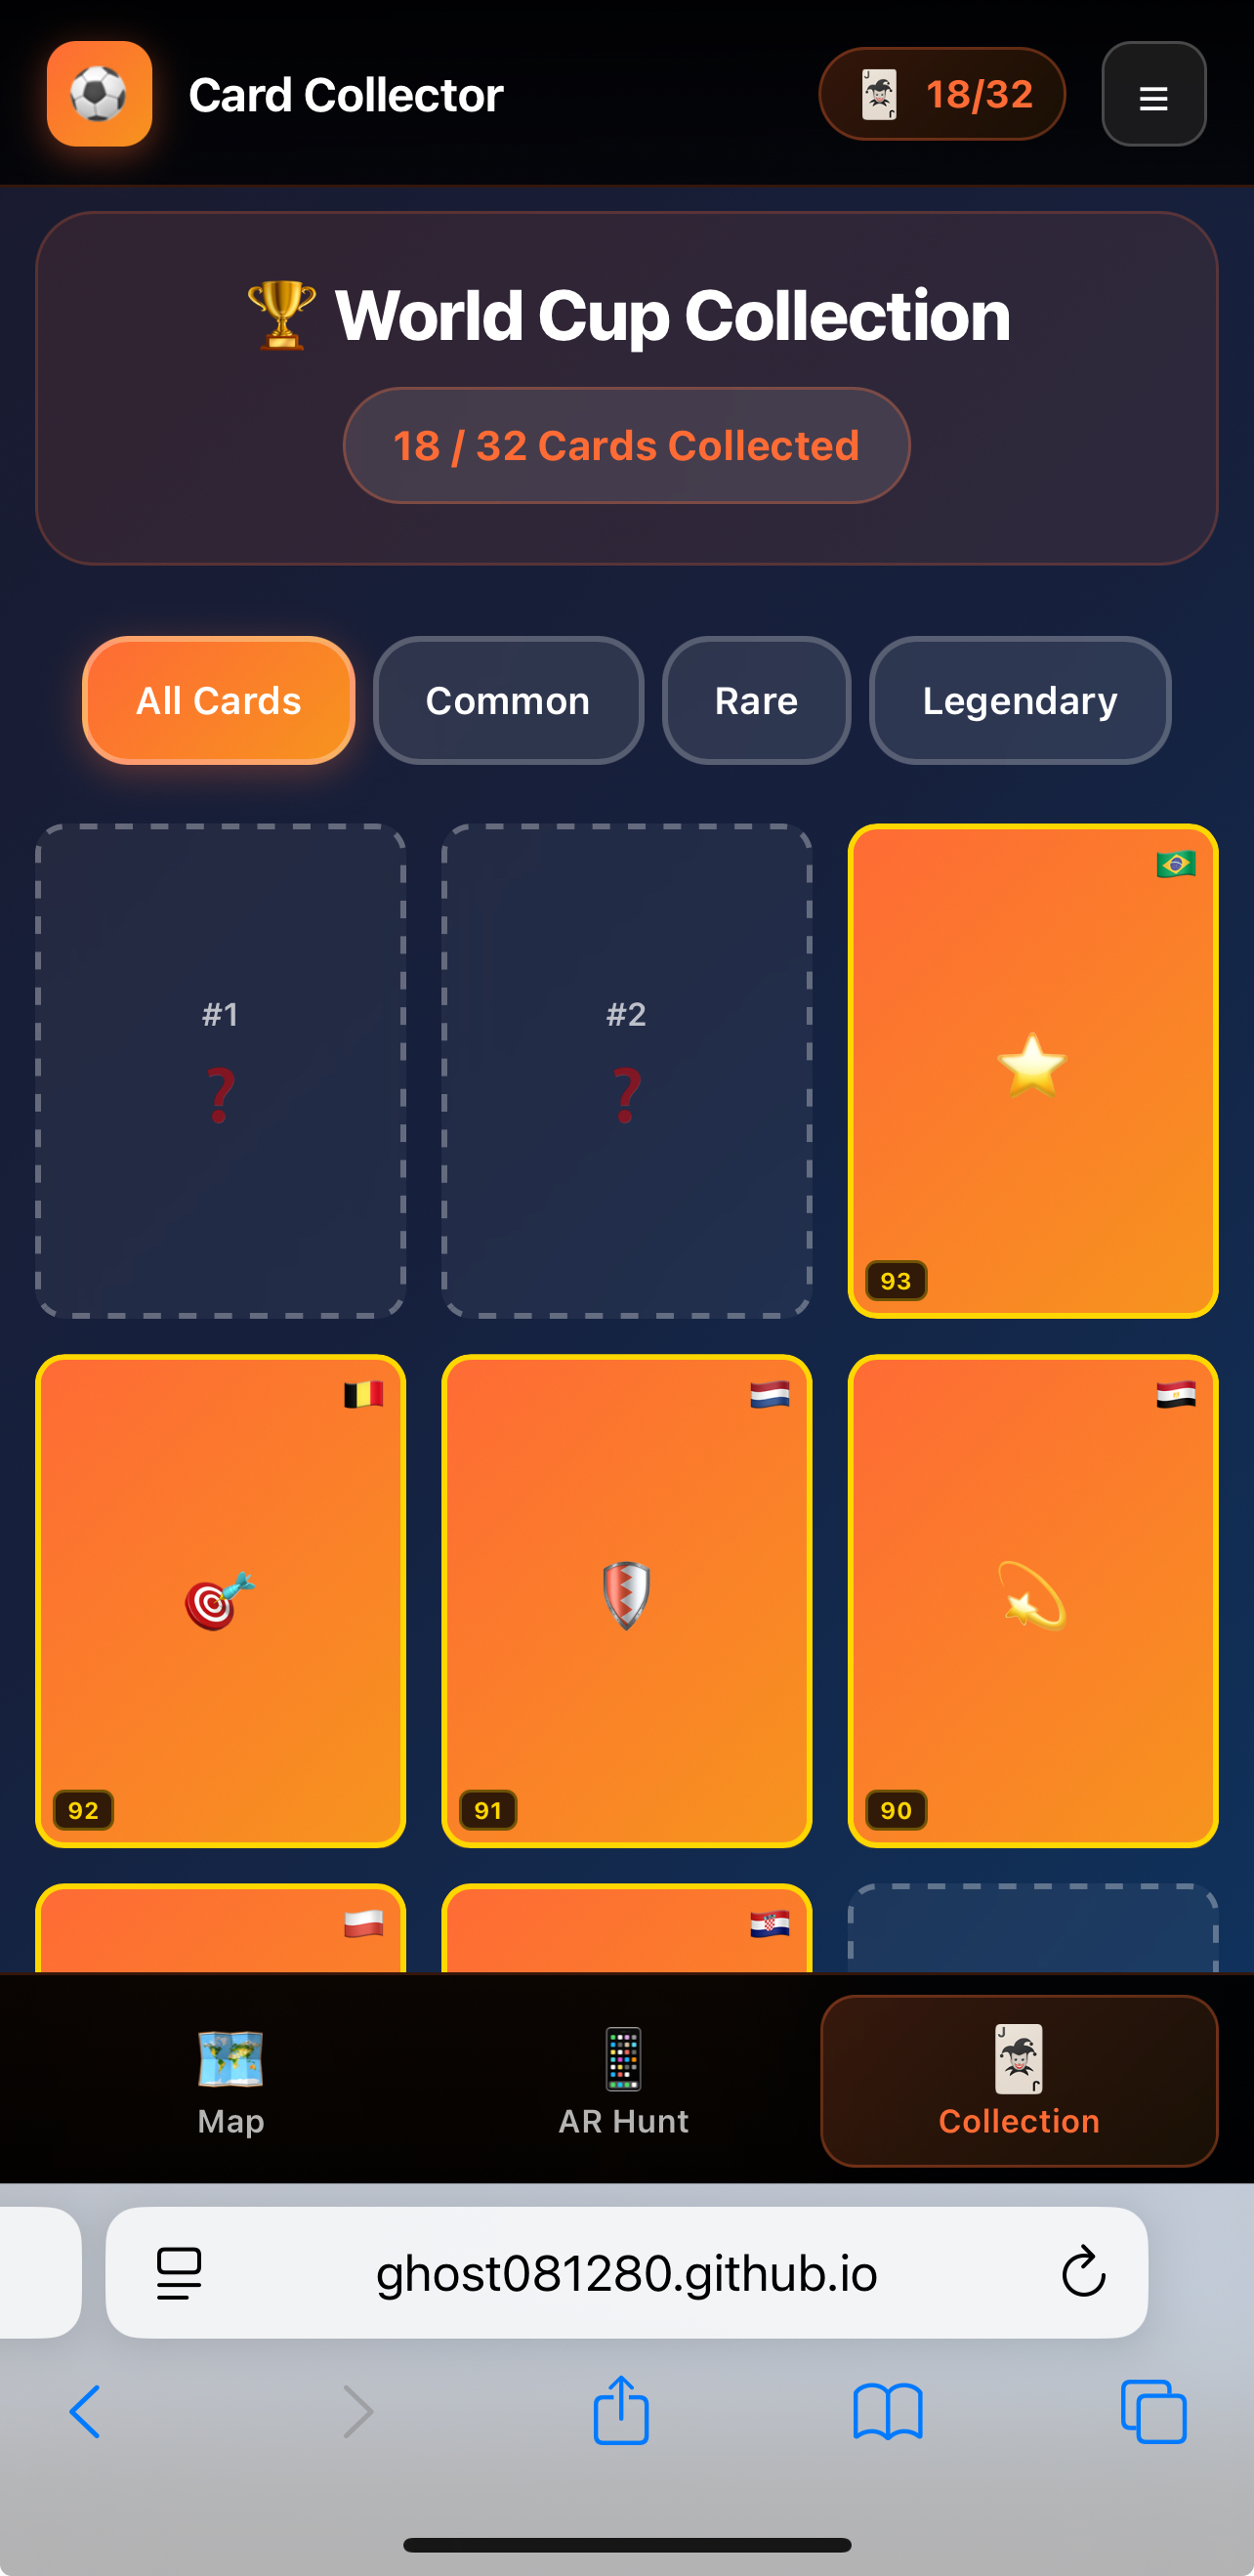 Card Collector
18/32
World Cup Collection
18 / 32 Cards Collected
All Cards
Common
Rare
Legendary
#1
?
#2
?
93
92
91
90
Map
AR Hunt
Collection
ghost081280.github.io